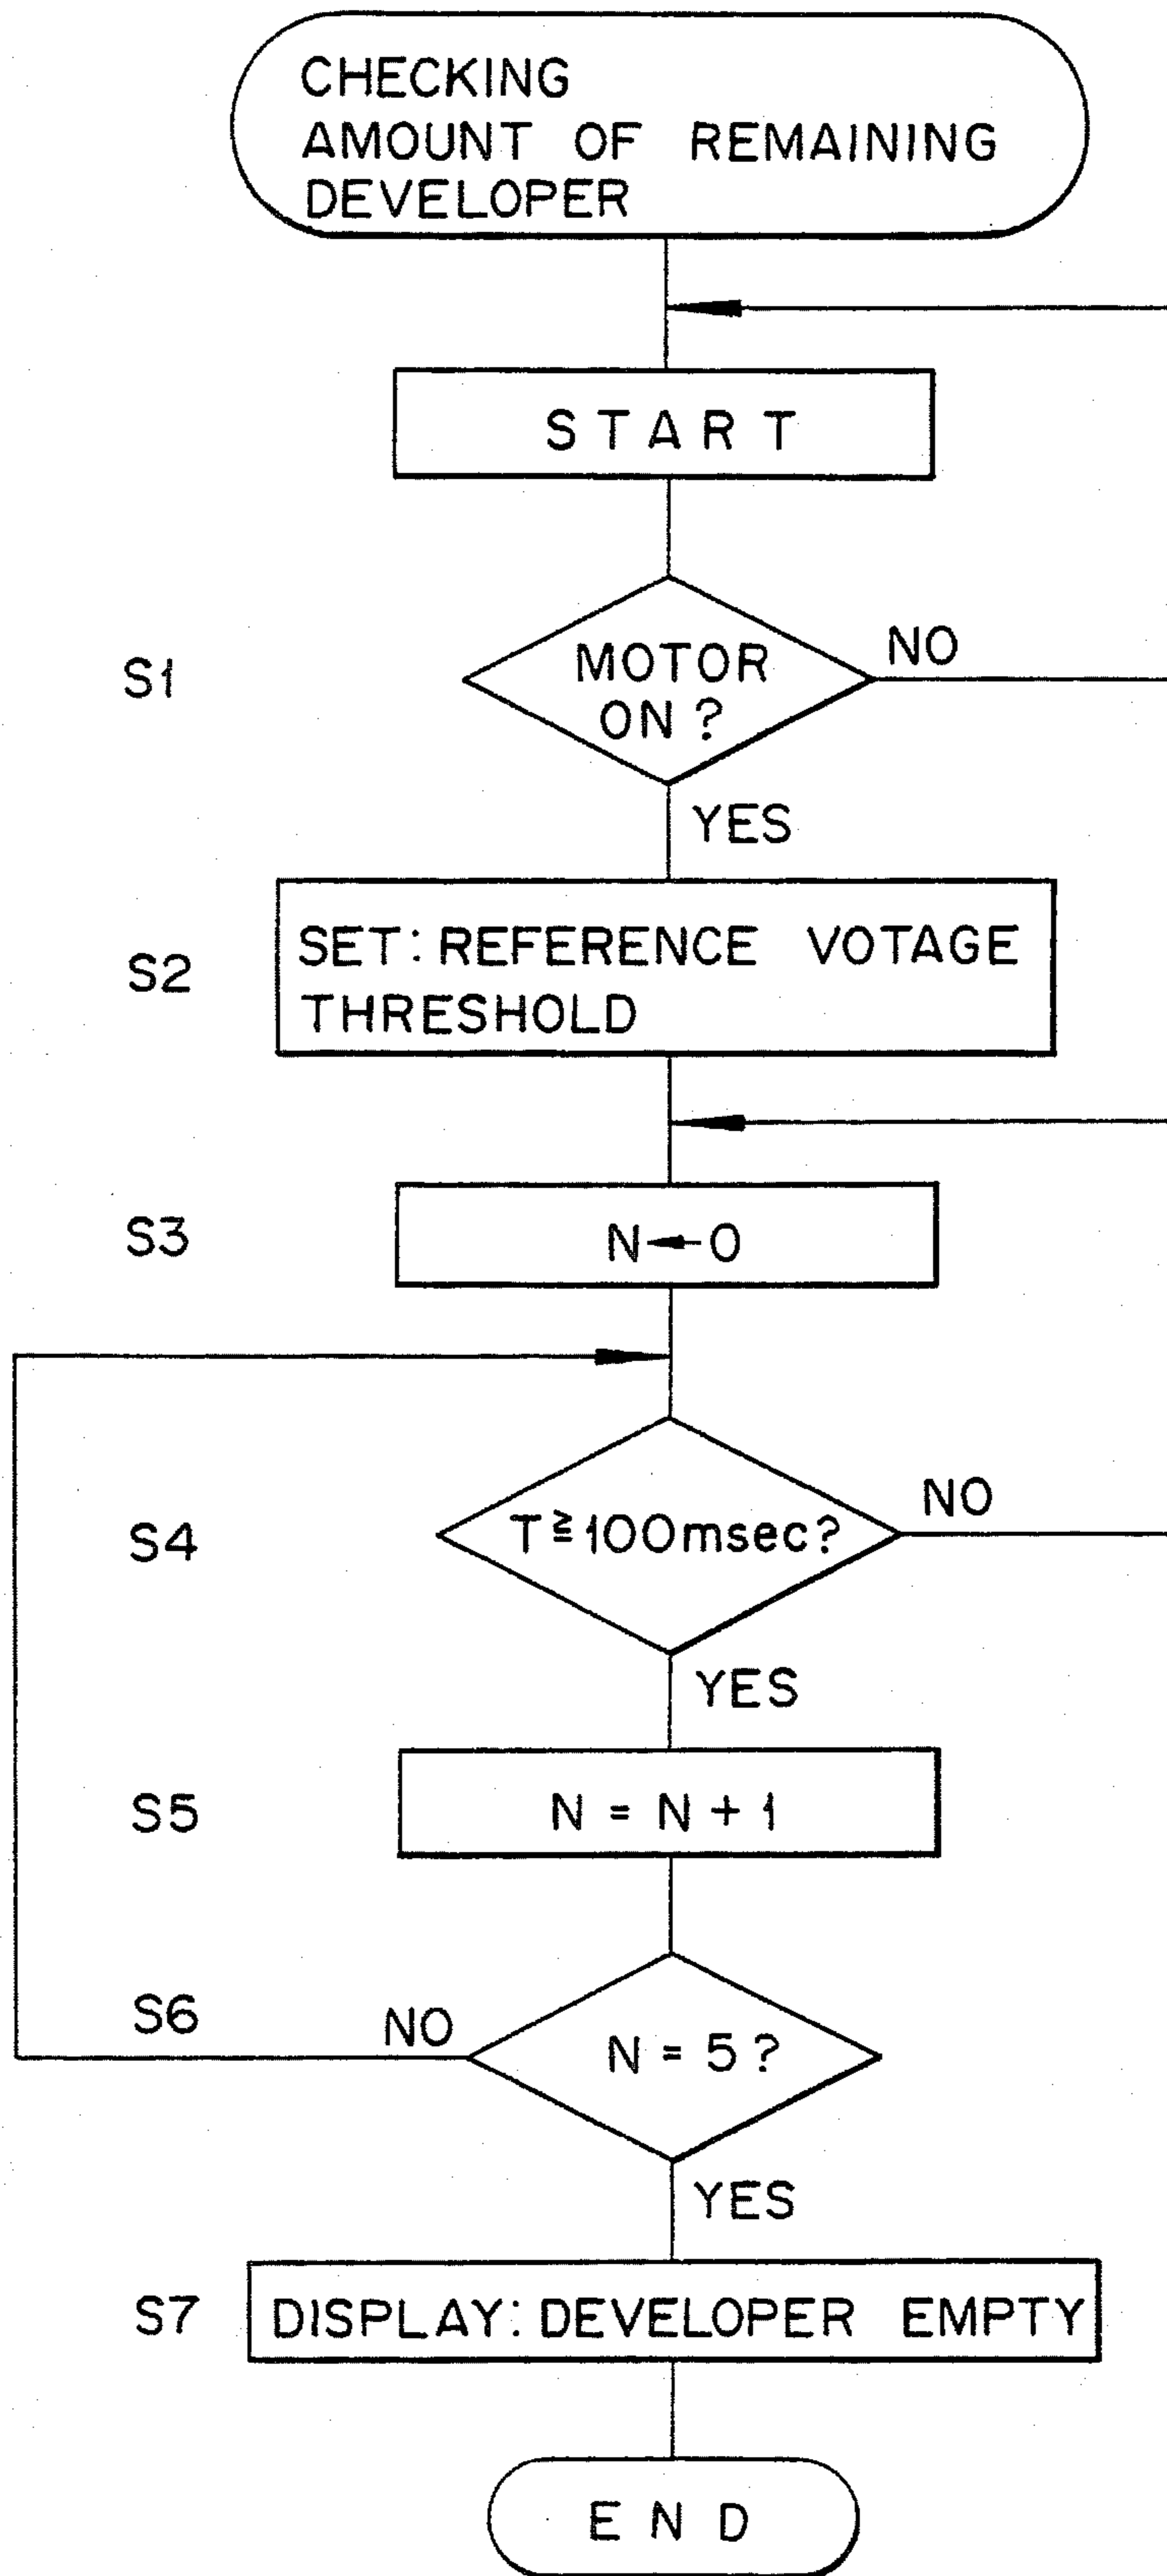 CHECKING
AMOUNT OF REMAINING
DEVELOPER
START
S1
MOTOR
ON?
NO
YES
S2
SET: REFERENCE VOTAGE
THRESHOLD
S3
N←0
S4
T≧100msec?
NO
YES
S5
N = N + 1
S6
NO
N = 5?
YES
S7
DISPLAY: DEVELOPER EMPTY
END